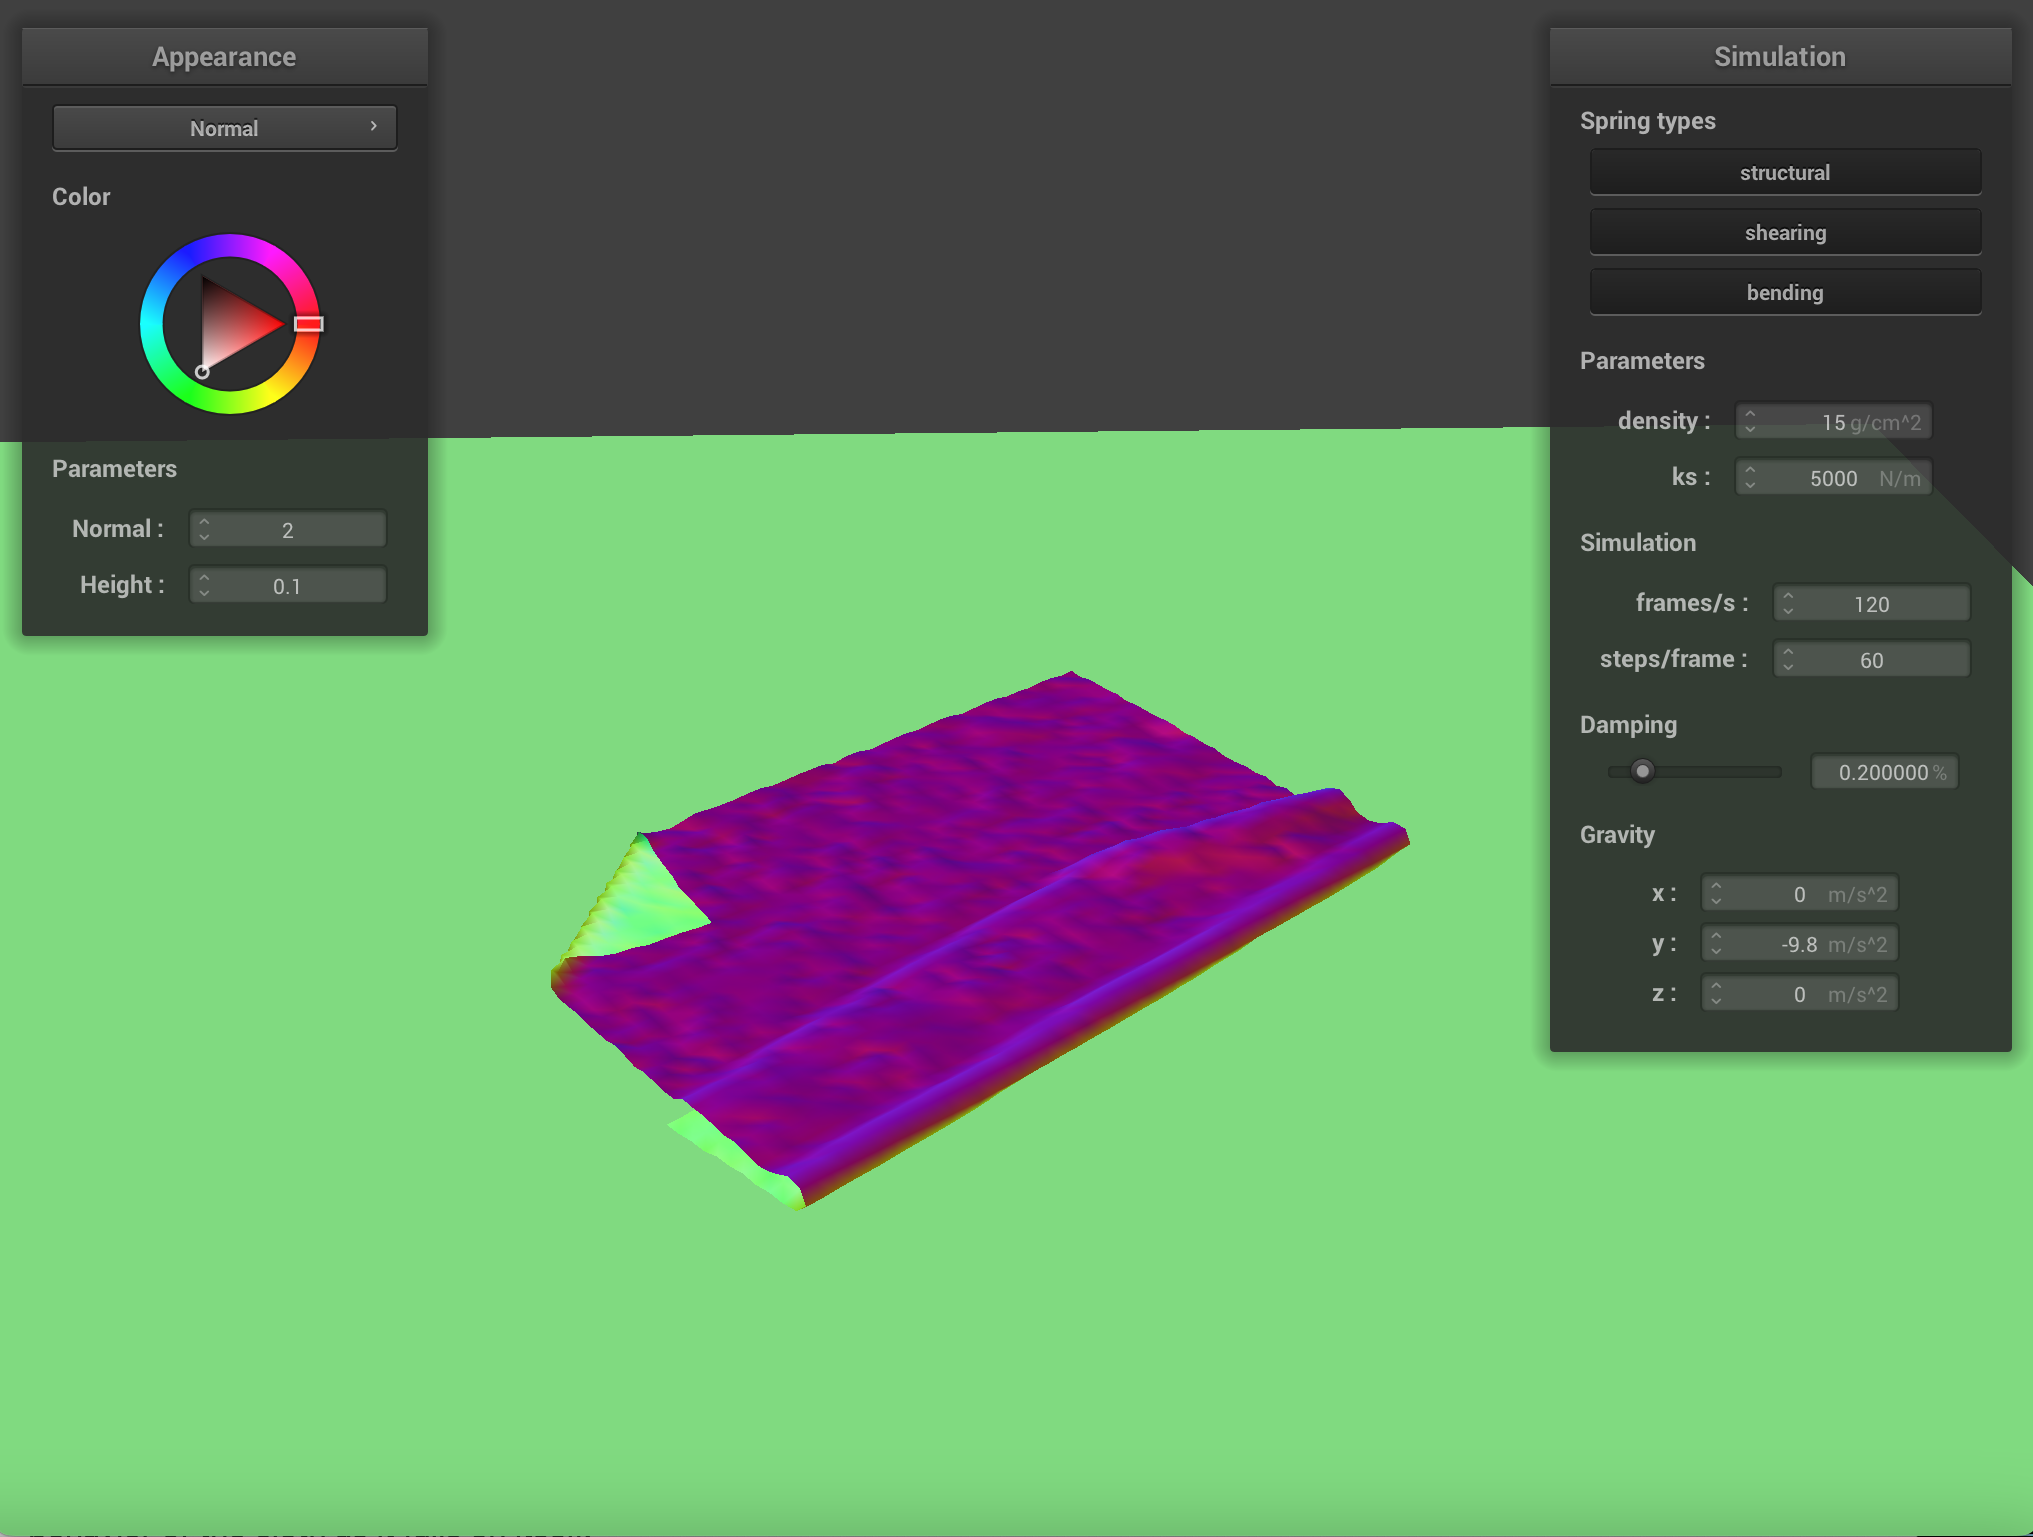 Appearance
Normal
Color
Parameters
Normal :
2
Height :
0.1
Simulation
Spring types
structural
shearing
bending
Parameters
density :
15 g/cm^2
ks :
5000 N/m
Simulation
frames/s :
120
steps/frame :
60
Damping
0.200000 %
Gravity
x :
0 m/s^2
y :
-9.8 m/s^2
z :
0 m/s^2